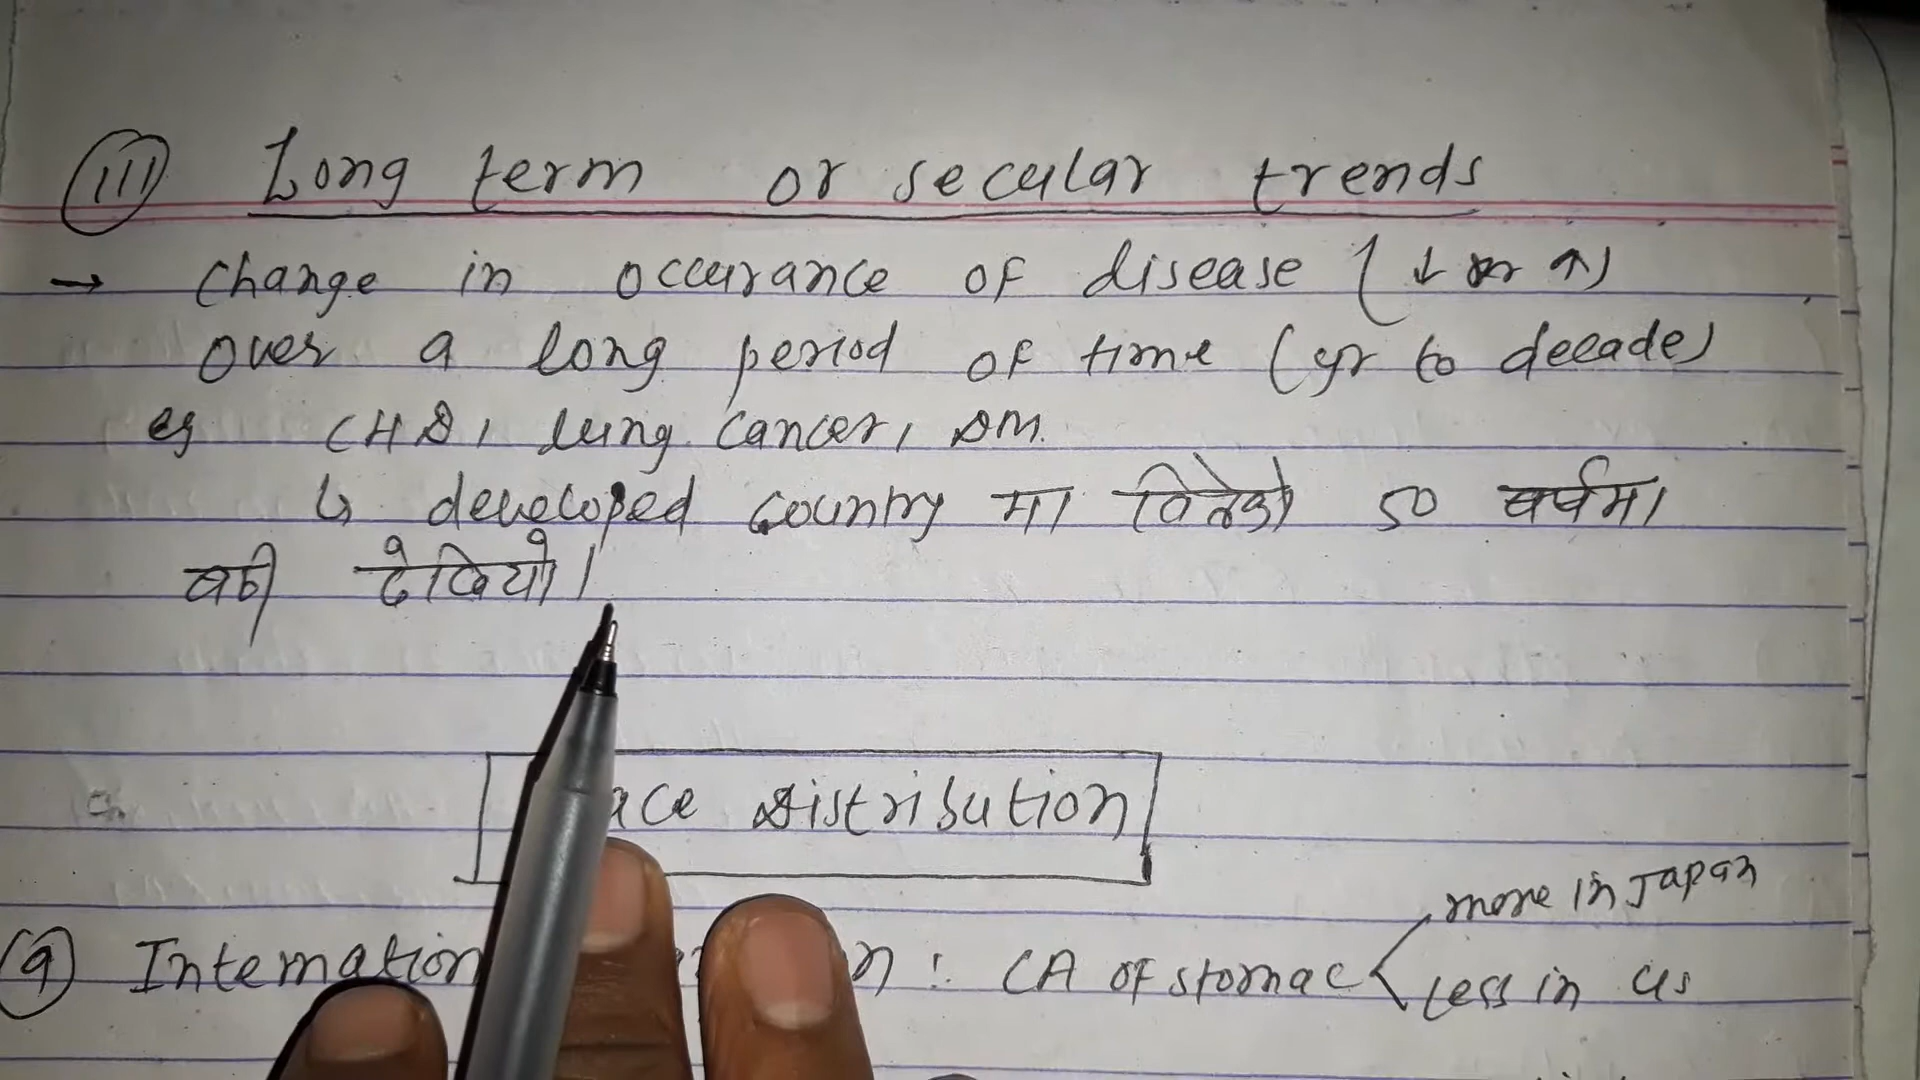 (III) Long term or secular trends
→ Change in occurance of disease (↓ or ↑)
over a long period of time (yr to decade)
eg CHD, lung cancer, DM.
↳ developed country मा वितेको 50 वर्षमा
बढी देखियो।
Distribution
(a) Internation : CA of stomac < more in Japan
less in US